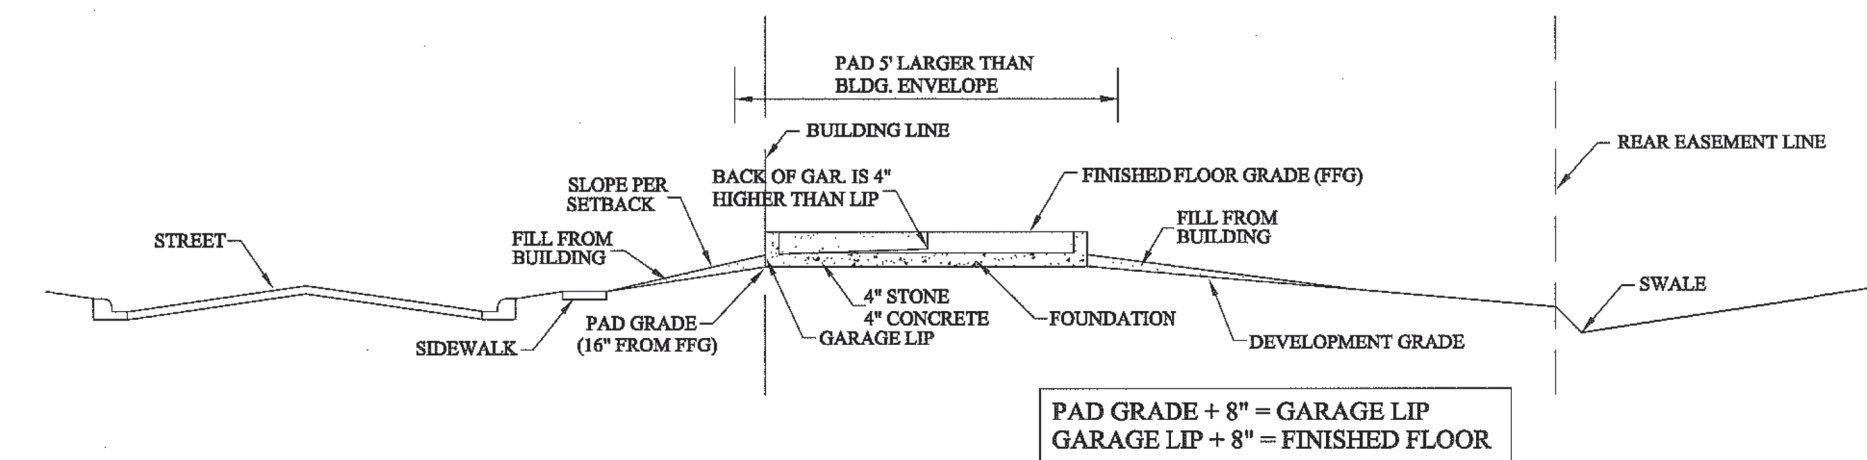 PAD 5' LARGER THAN
BLDG. ENVELOPE
BUILDING LINE
REAR EASEMENT LINE
BACK OF GAR. IS 4"
HIGHER THAN LIP
FINISHED FLOOR GRADE (FFG)
SLOPE PER
SETBACK
FILL FROM
BUILDING
STREET
FILL FROM
BUILDING
SWALE
4" STONE
4" CONCRETE
FOUNDATION
PAD GRADE
(16" FROM FFG)
GARAGE LIP
SIDEWALK
DEVELOPMENT GRADE
PAD GRADE + 8" = GARAGE LIP
GARAGE LIP + 8" = FINISHED FLOOR